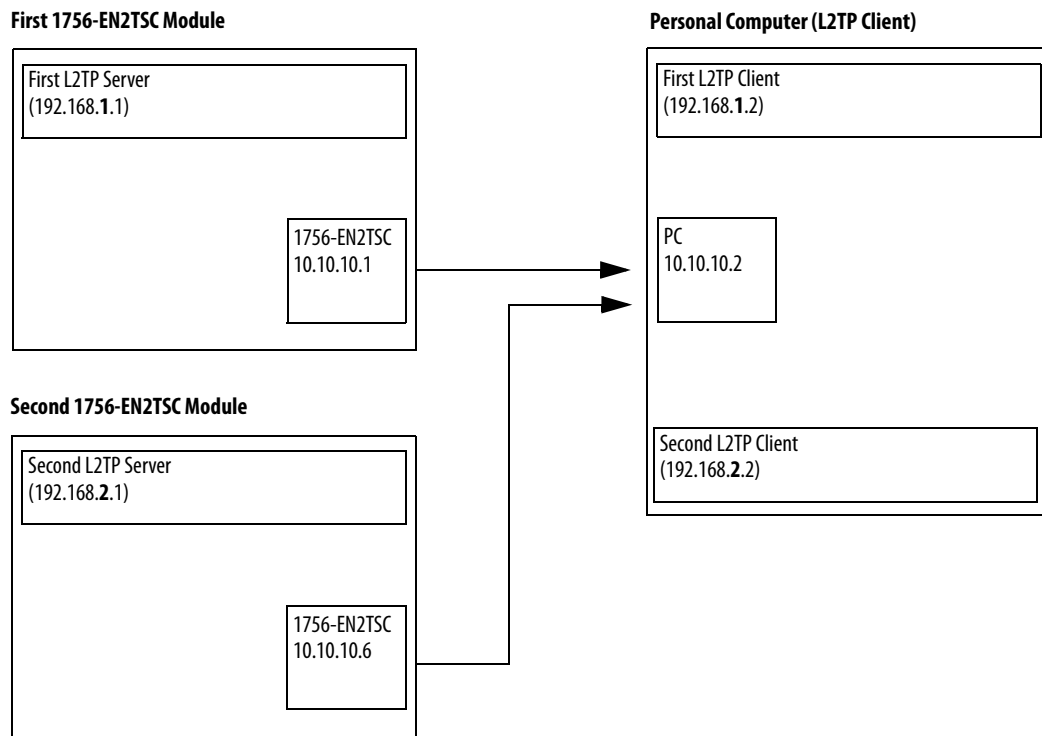 First 1756-EN2TSC Module
First L2TP Server
(192.168.1.1)
1756-EN2TSC
10.10.10.1
Second 1756-EN2TSC Module
Second L2TP Server
(192.168.2.1)
1756-EN2TSC
10.10.10.6
Personal Computer (L2TP Client)
First L2TP Client
(192.168.1.2)
PC
10.10.10.2
Second L2TP Client
(192.168.2.2)